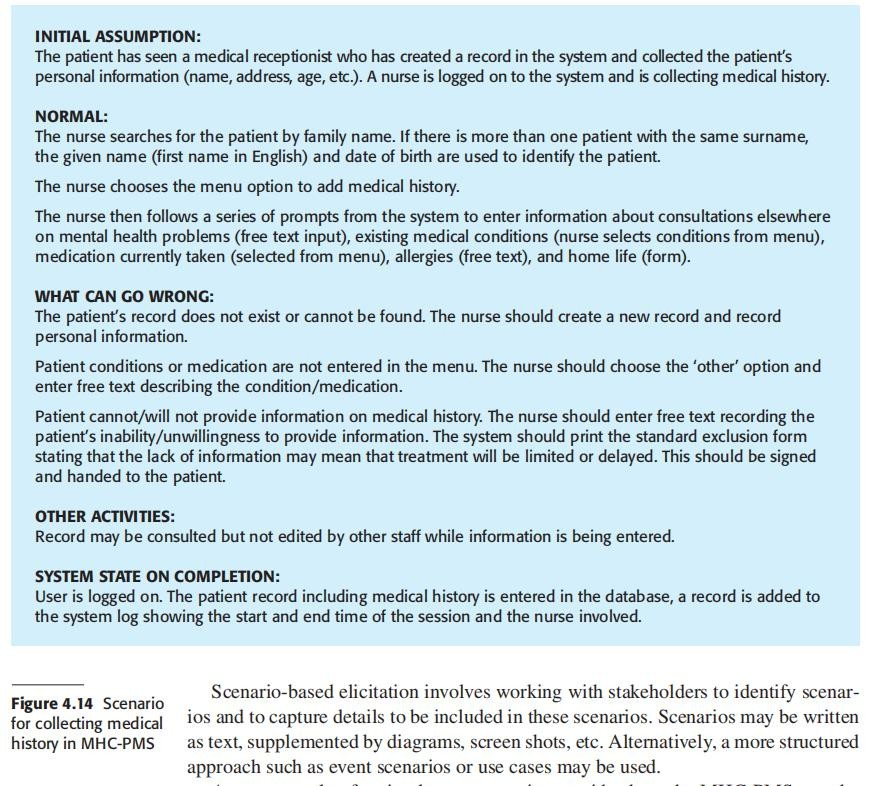 INITIAL ASSUMPTION:
The patient has seen a medical receptionist who has created a record in the system and collected the patient's
personal information (name, address, age, etc.). A nurse is logged on to the system and is collecting medical history.
NORMAL:
The nurse searches for the patient by family name. If there is more than one patient with the same surname,
the given name (first name in English) and date of birth are used to identify the patient.
The nurse chooses the menu option to add medical history.
The nurse then follows a series of prompts from the system to enter information about consultations elsewhere
on mental health problems (free text input), existing medical conditions (nurse selects conditions from menu),
medication currently taken (selected from menu), allergies (free text), and home life (form).
WHAT CAN GO WRONG:
The patient's record does not exist or cannot be found. The nurse should create a new record and record
personal information.
Patient conditions or medication are not entered in the menu. The nurse should choose the 'other' option and
enter free text describing the condition/medication.
Patient cannot/will not provide information on medical history. The nurse should enter free text recording the
patient's inability/unwillingness to provide information. The system should print the standard exclusion form
stating that the lack of information may mean that treatment will be limited or delayed. This should be signed
and handed to the patient.
OTHER ACTIVITIES:
Record may be consulted but not edited by other staff while information is being entered.
SYSTEM STATE ON COMPLETION:
User is logged on. The patient record including medical history is entered in the database, a record is added to
the system log showing the start and end time of the session and the nurse involved.
Figure 4.14 Scenario
for collecting medical
history in MHC-PMS
Scenario-based elicitation involves working with stakeholders to identify scenar-
ios and to capture details to be included in these scenarios. Scenarios may be written
as text, supplemented by diagrams, screen shots, etc. Alternatively, a more structured
approach such as event scenarios or use cases may be used.